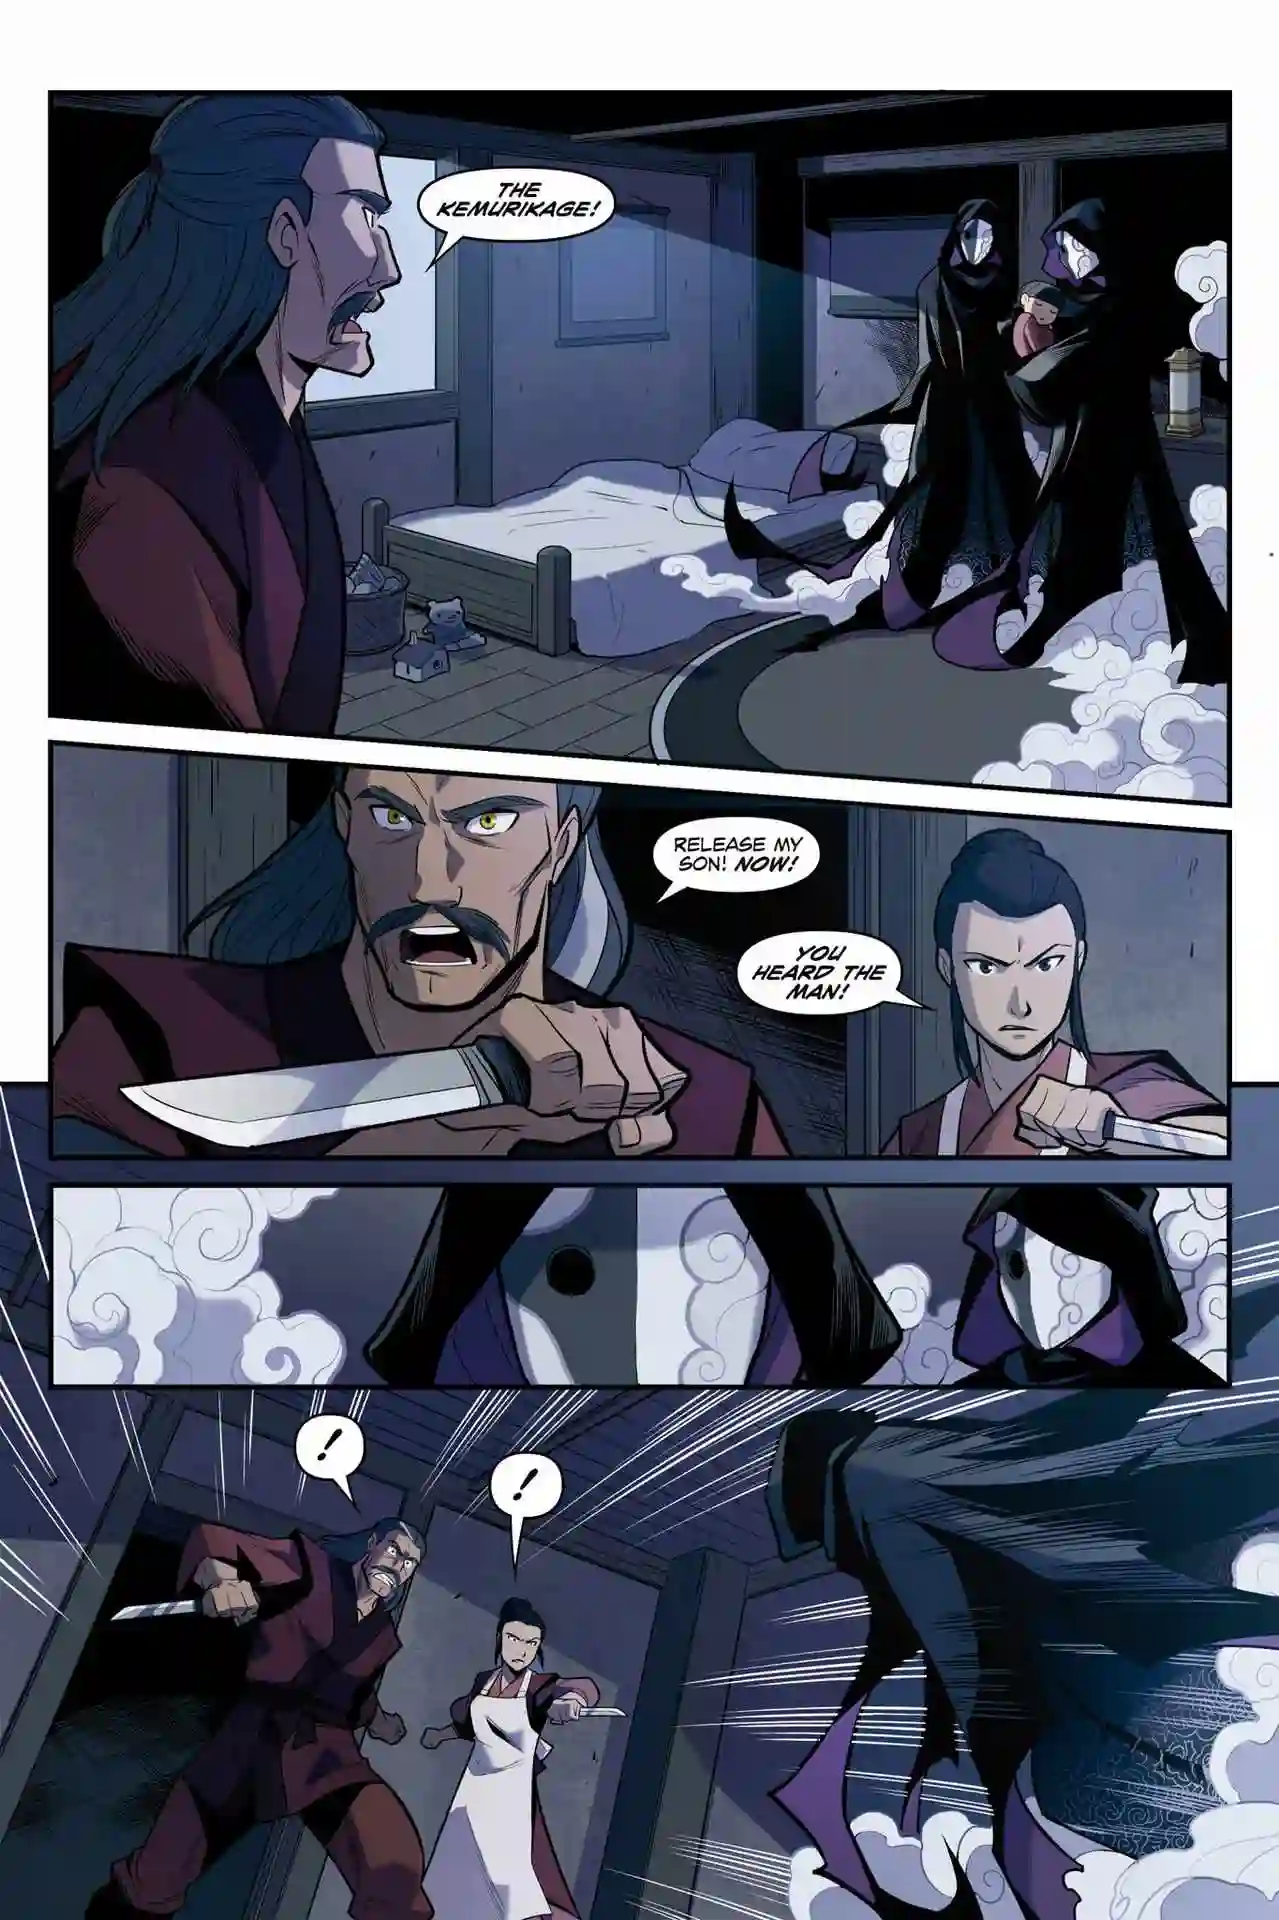 THE
KEMURIKAGE!
RELEASE MY
SON! NOW!
YOU
HEARD THE
MAN!
!
!